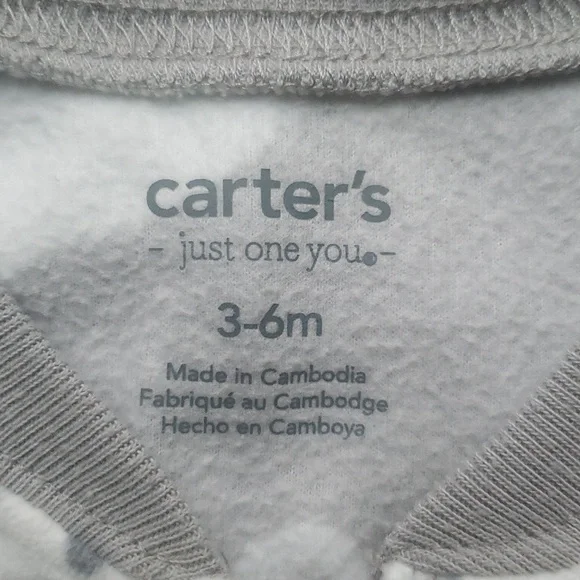 carter's
- just one you. -
3-6m
Made in Cambodia
Fabriqué au Cambodge
Hecho en Camboya